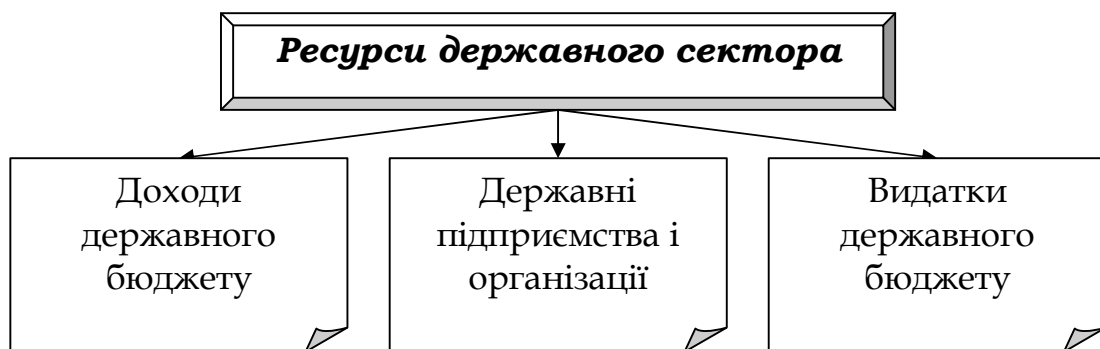 Ресурси державного сектора
Доходи
державного
бюджету
Державні
підприємства і
організації
Видатки
державного
бюджету